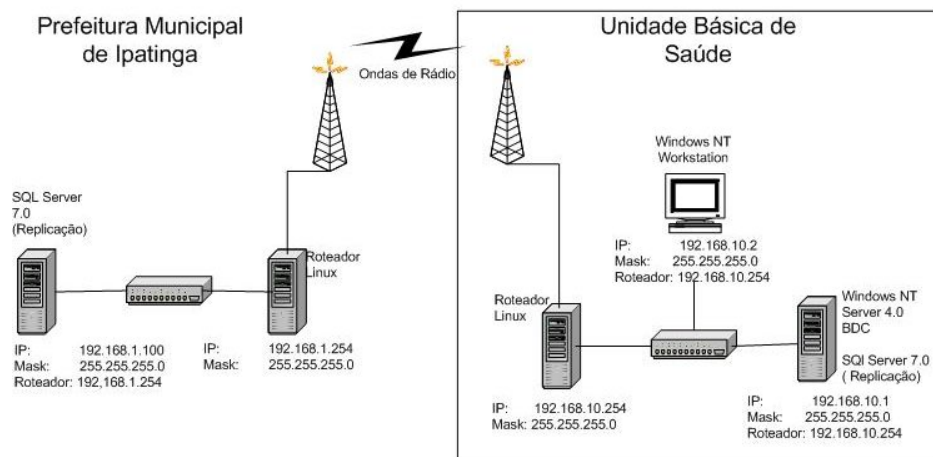 Prefeitura Municipal
de Ipatinga
Ondas de Rádio
SQL Server
7.0
(Replicação)
Roteador
Linux
IP: 192.168.1.100
Mask: 255.255.255.0
Roteador: 192,168.1.254
IP: 192.168.1.254
Mask: 255.255.255.0
Unidade Básica de
Saúde
Windows NT
Workstation
IP: 192.168.10.2
Mask: 255.255.255.0
Roteador: 192.168.10.254
Roteador
Linux
IP: 192.168.10.254
Mask: 255.255.255.0
Windows NT
Server 4.0
BDC
SQl Server 7.0
( Replicação)
IP: 192.168.10.1
Mask: 255.255.255.0
Roteador: 192.168.10.254